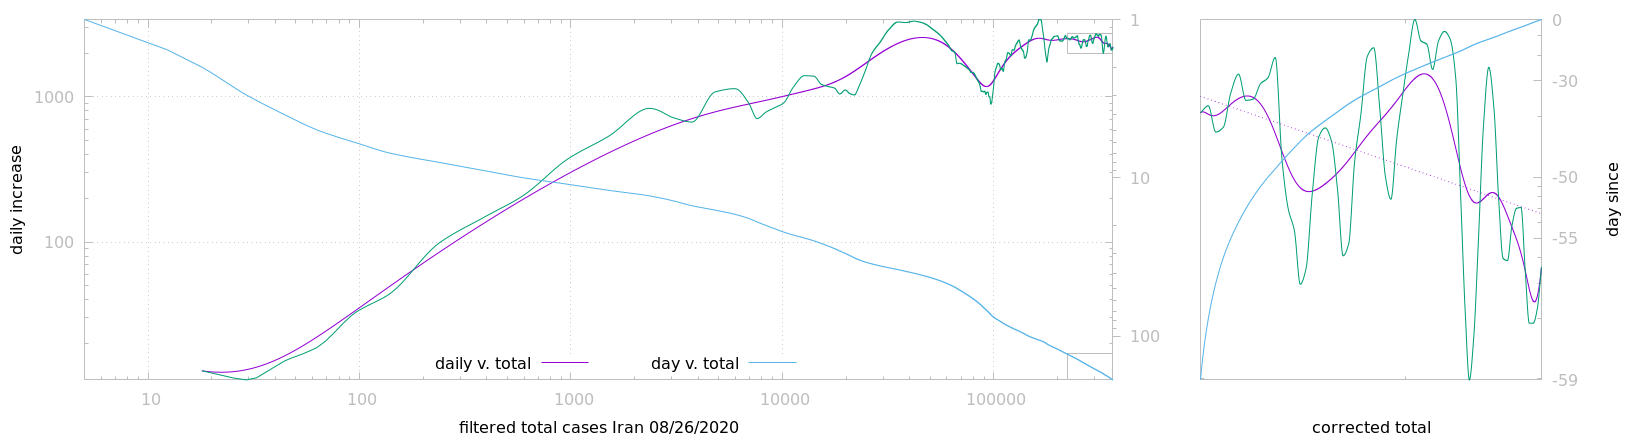 daily increase
1000
100
daily v. total
day v. total
10
100
1000
10000
100000
filtered total cases Iran 08/26/2020
1
10
100
0
-30
-50
-55
-59
day since
corrected total